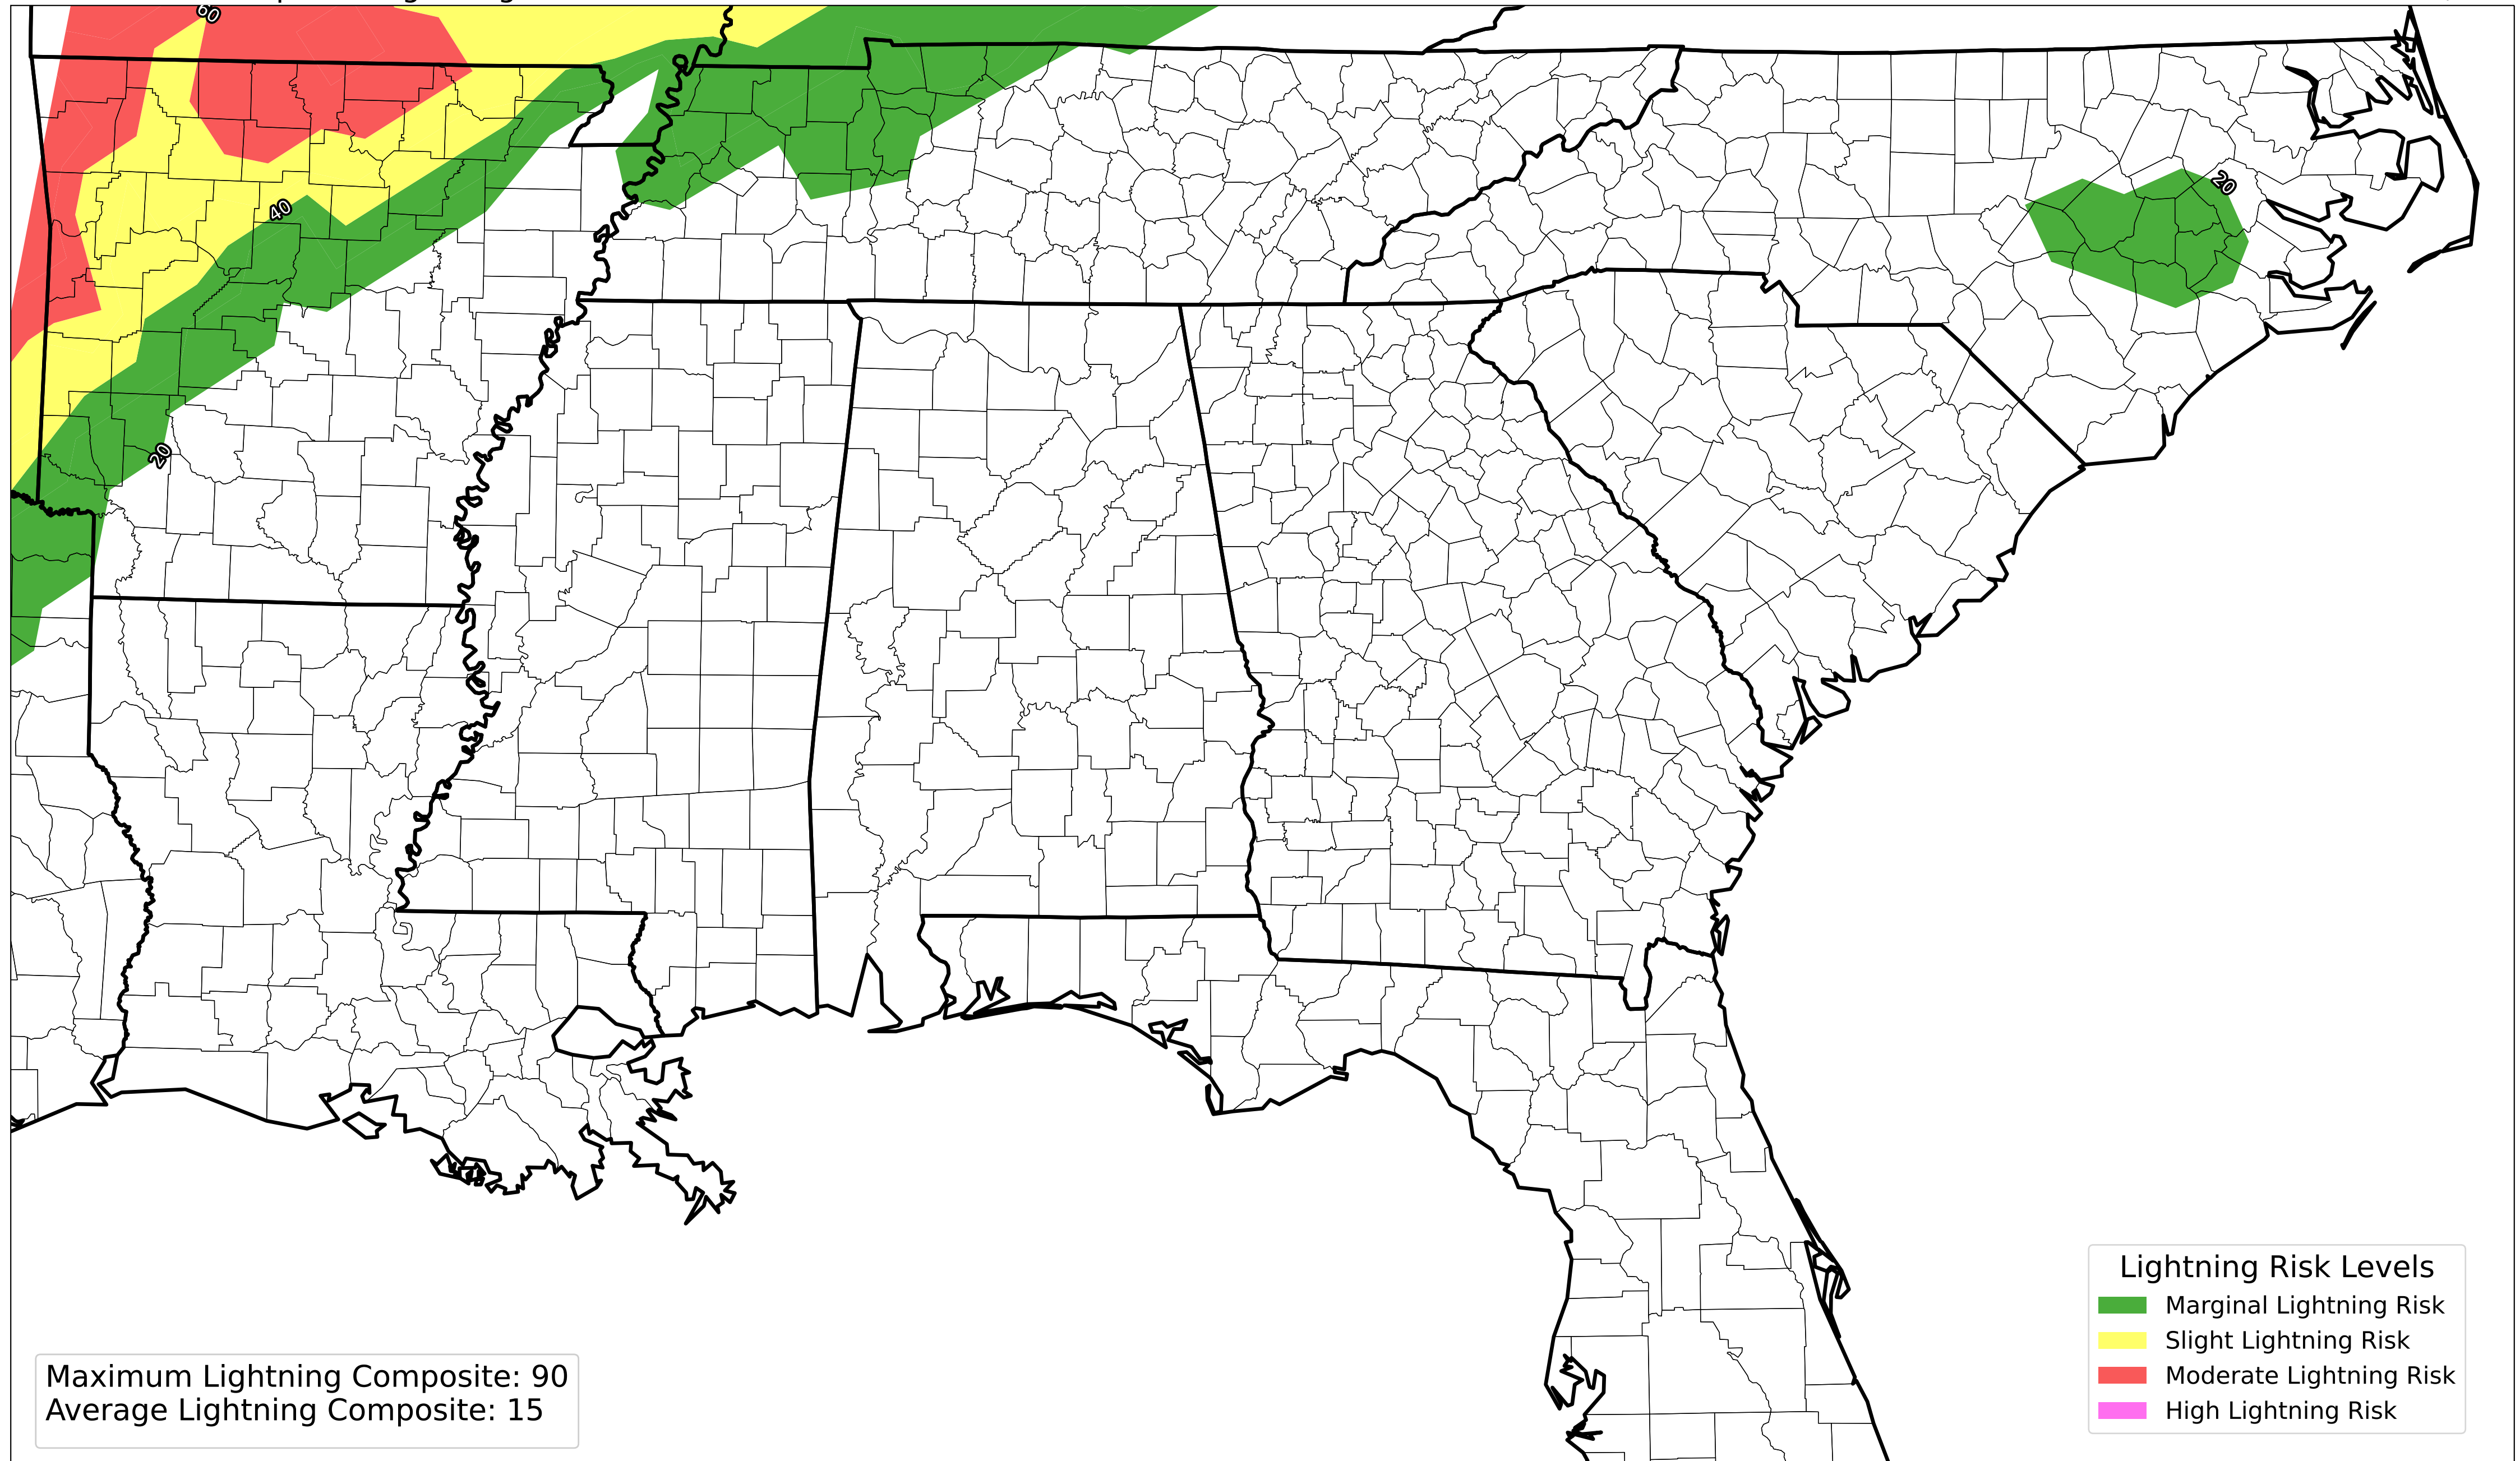 60
20
40
20
Lightning Risk Levels
Marginal Lightning Risk
Slight Lightning Risk
Moderate Lightning Risk
High Lightning Risk
Maximum Lightning Composite: 90
Average Lightning Composite: 15